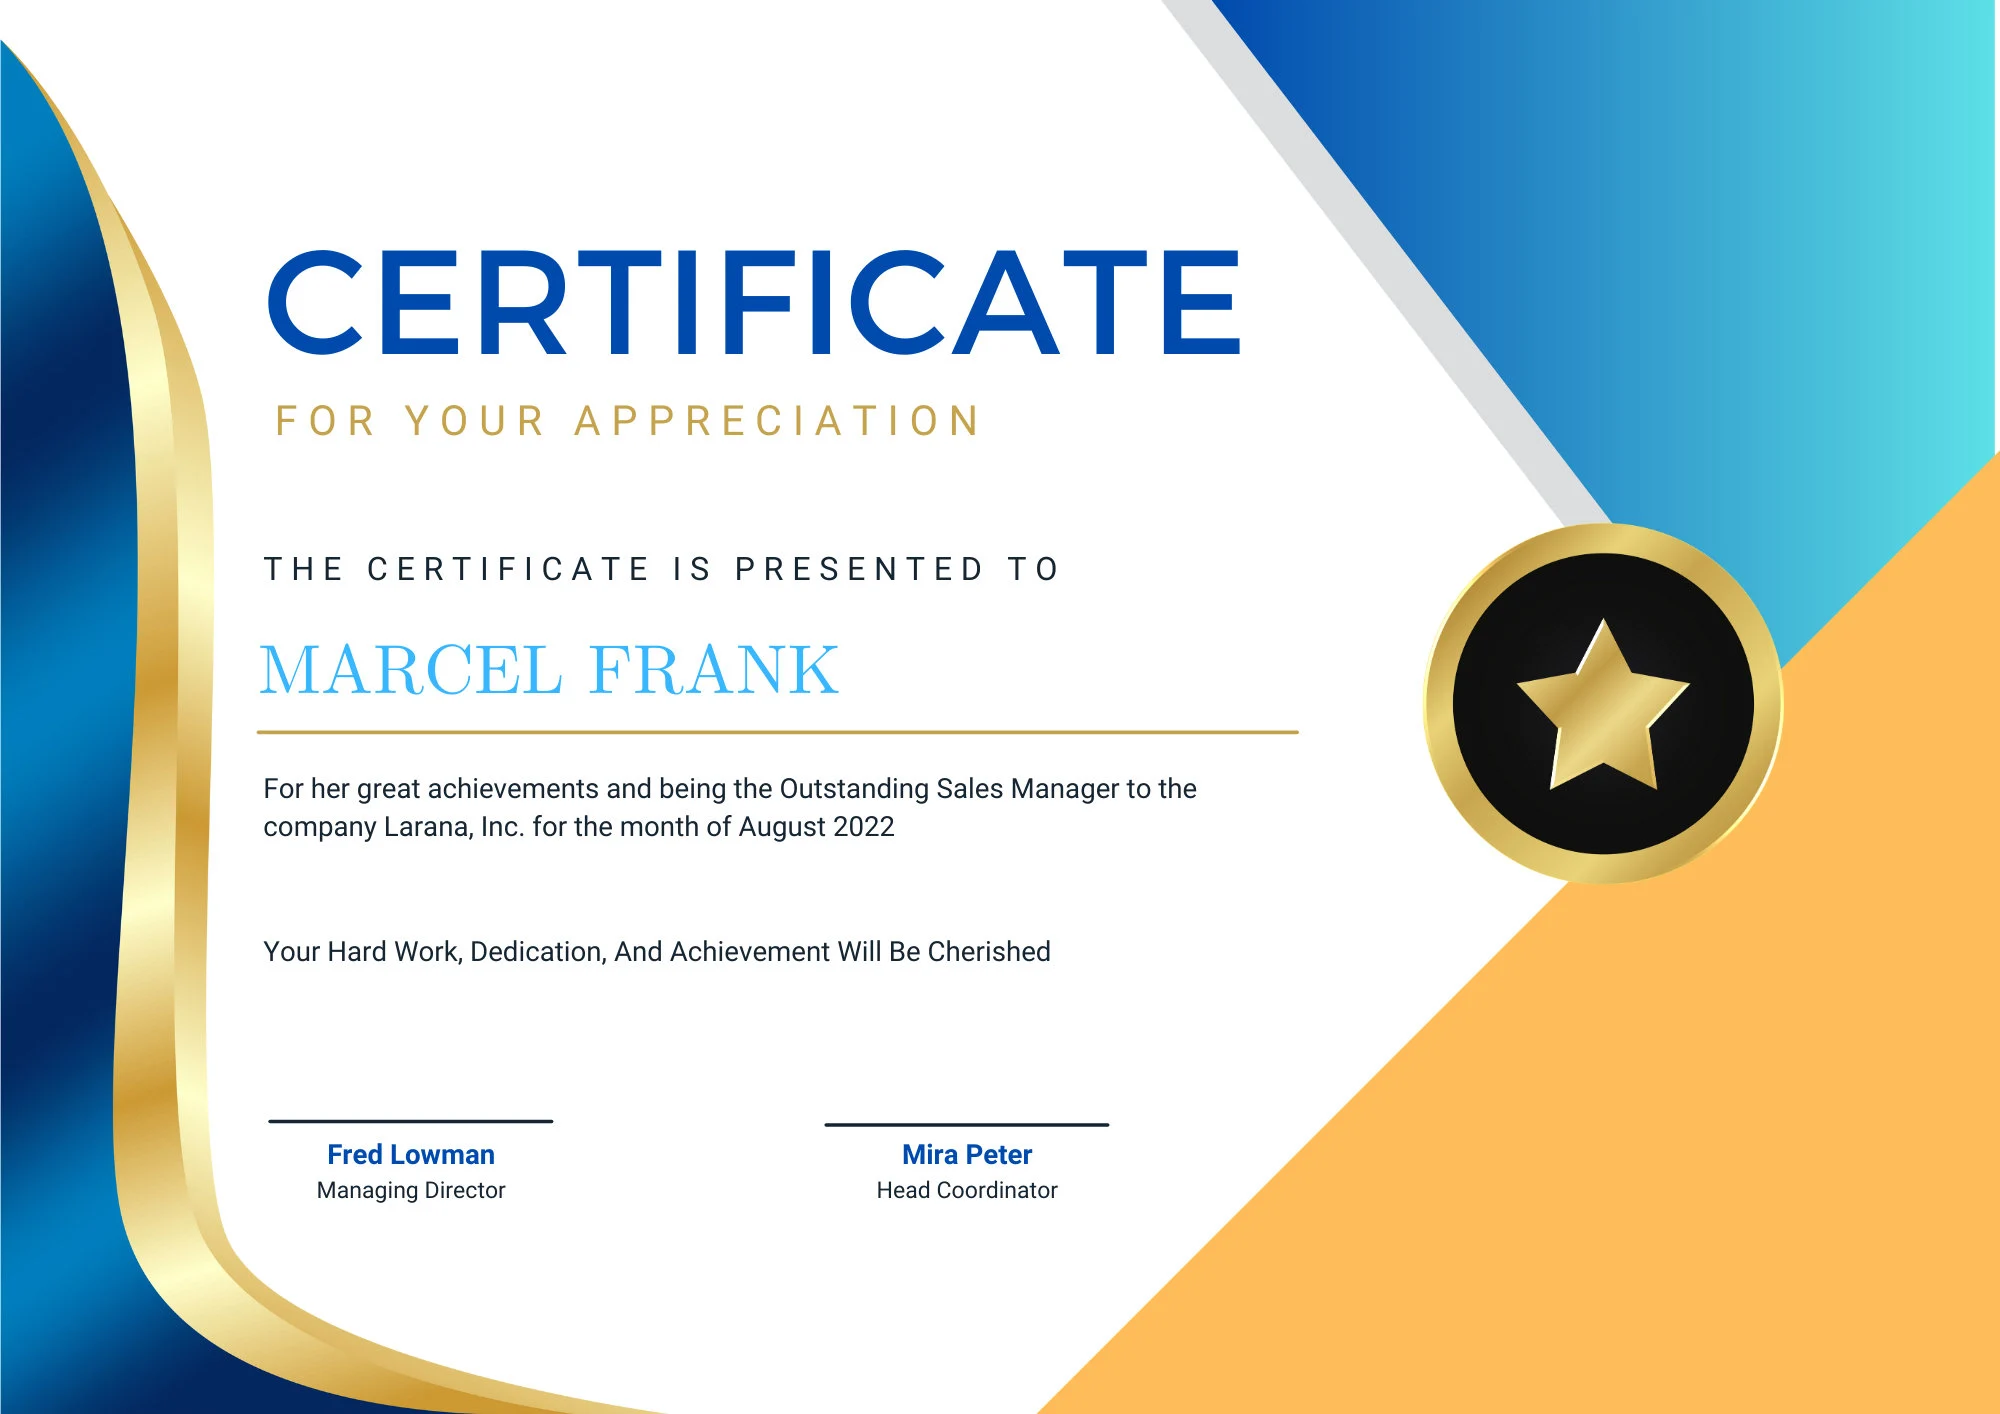 CERTIFICATE
FOR YOUR APPRECIATION
THE CERTIFICATE IS PRESENTED TO
MARCEL FRANK
For her great achievements and being the Outstanding Sales Manager to the
company Larana, Inc. for the month of August 2022
Your Hard Work, Dedication, And Achievement Will Be Cherished
Fred Lowman
Managing Director
Mira Peter
Head Coordinator